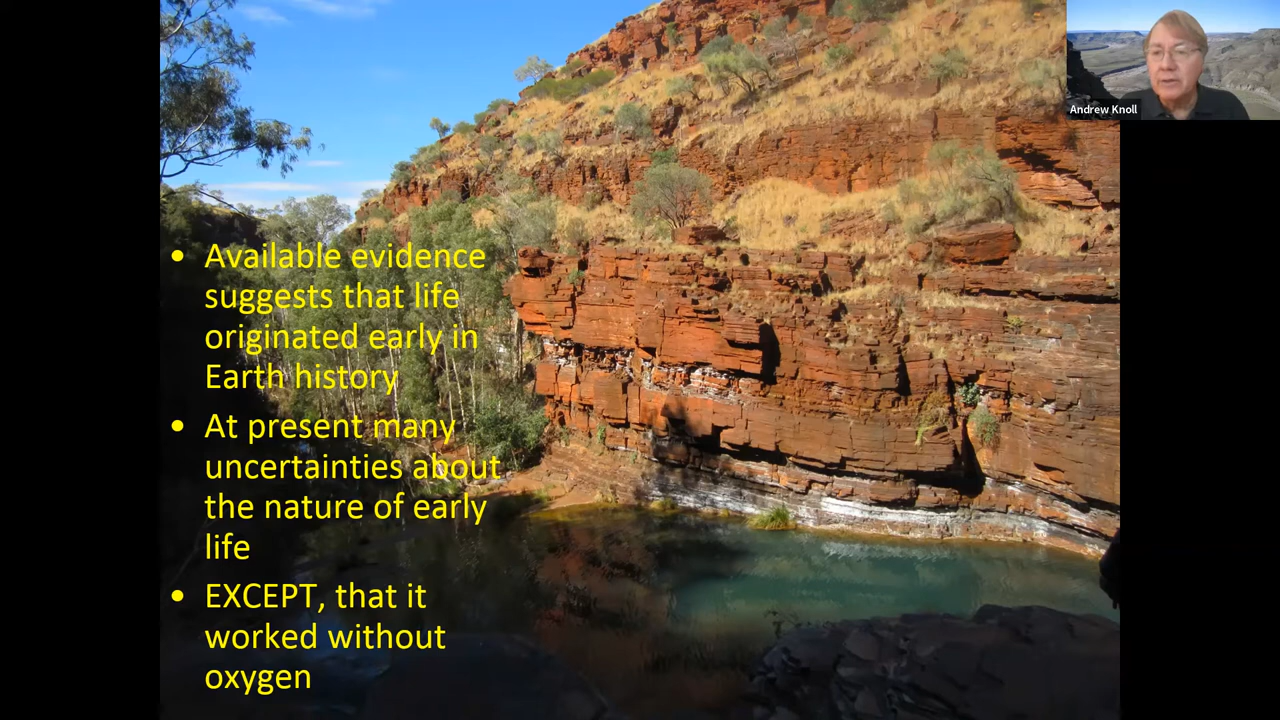 Andrew Knoll
• Available evidence
suggests that life
originated early in
Earth history
• At present many
uncertainties about
the nature of early
life
• EXCEPT, that it
worked without
oxygen